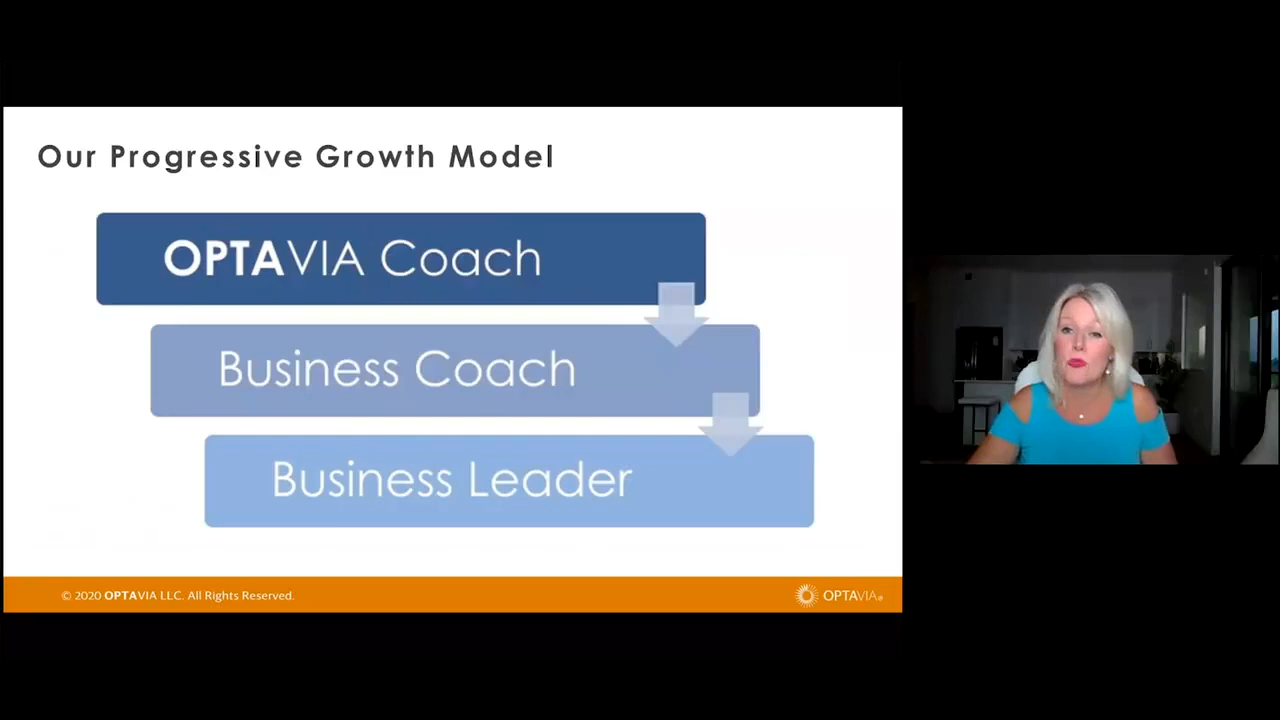 Our Progressive Growth Model
OPTAVIA Coach
Business Coach
Business Leader
© 2020 OPTAVIA LLC. All Rights Reserved.
OPTAVIA®